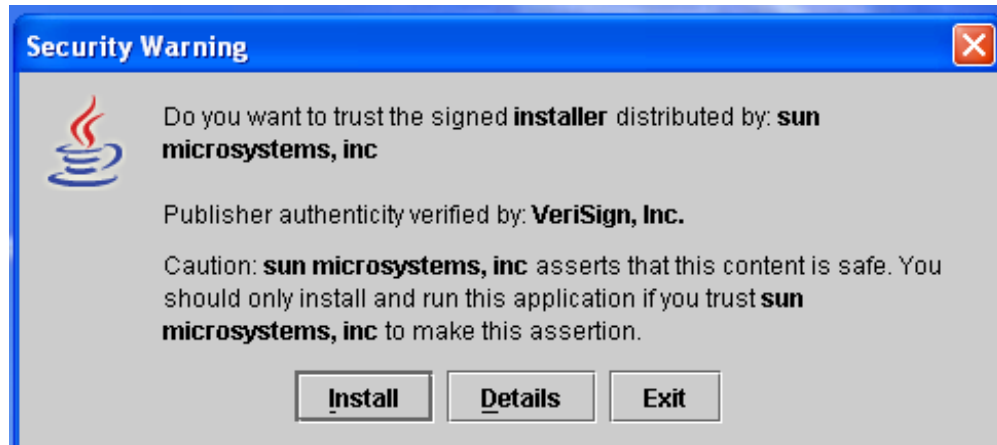 Security Warning
Do you want to trust the signed installer distributed by: sun
microsystems, inc
Publisher authenticity verified by: VeriSign, Inc.
Caution: sun microsystems, inc asserts that this content is safe. You
should only install and run this application if you trust sun
microsystems, inc to make this assertion.
Install Details Exit